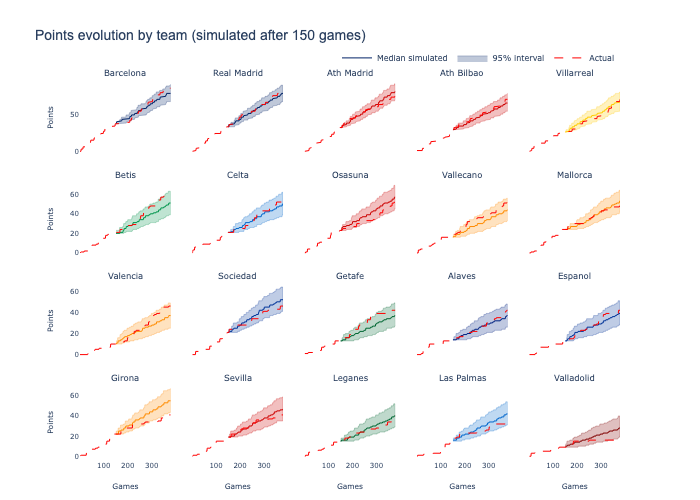 Points evolution by team (simulated after 150 games)
Median simulated 95% interval Actual
Barcelona Real Madrid Ath Madrid Ath Bilbao Villarreal
Points
50
0
Betis Celta Osasuna Vallecano Mallorca
Points
60
40
20
0
Valencia Sociedad Getafe Alaves Espanol
Points
60
40
20
0
Girona Sevilla Leganes Las Palmas Valladolid
Points
60
40
20
0
100 200 300 100 200 300 100 200 300 100 200 300 100 200 300
Games Games Games Games Games